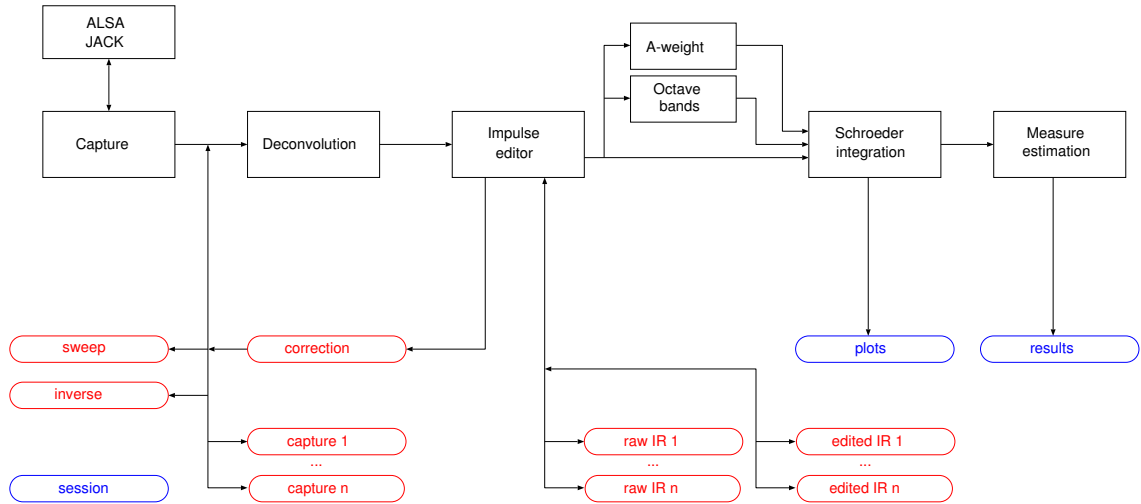 ALSA
JACK
A-weight
Octave
bands
Capture
Deconvolution
Impulse
editor
Schroeder
integration
Measure
estimation
sweep
correction
plots
results
inverse
capture 1
raw IR 1
edited IR 1
...
...
...
session
capture n
raw IR n
edited IR n